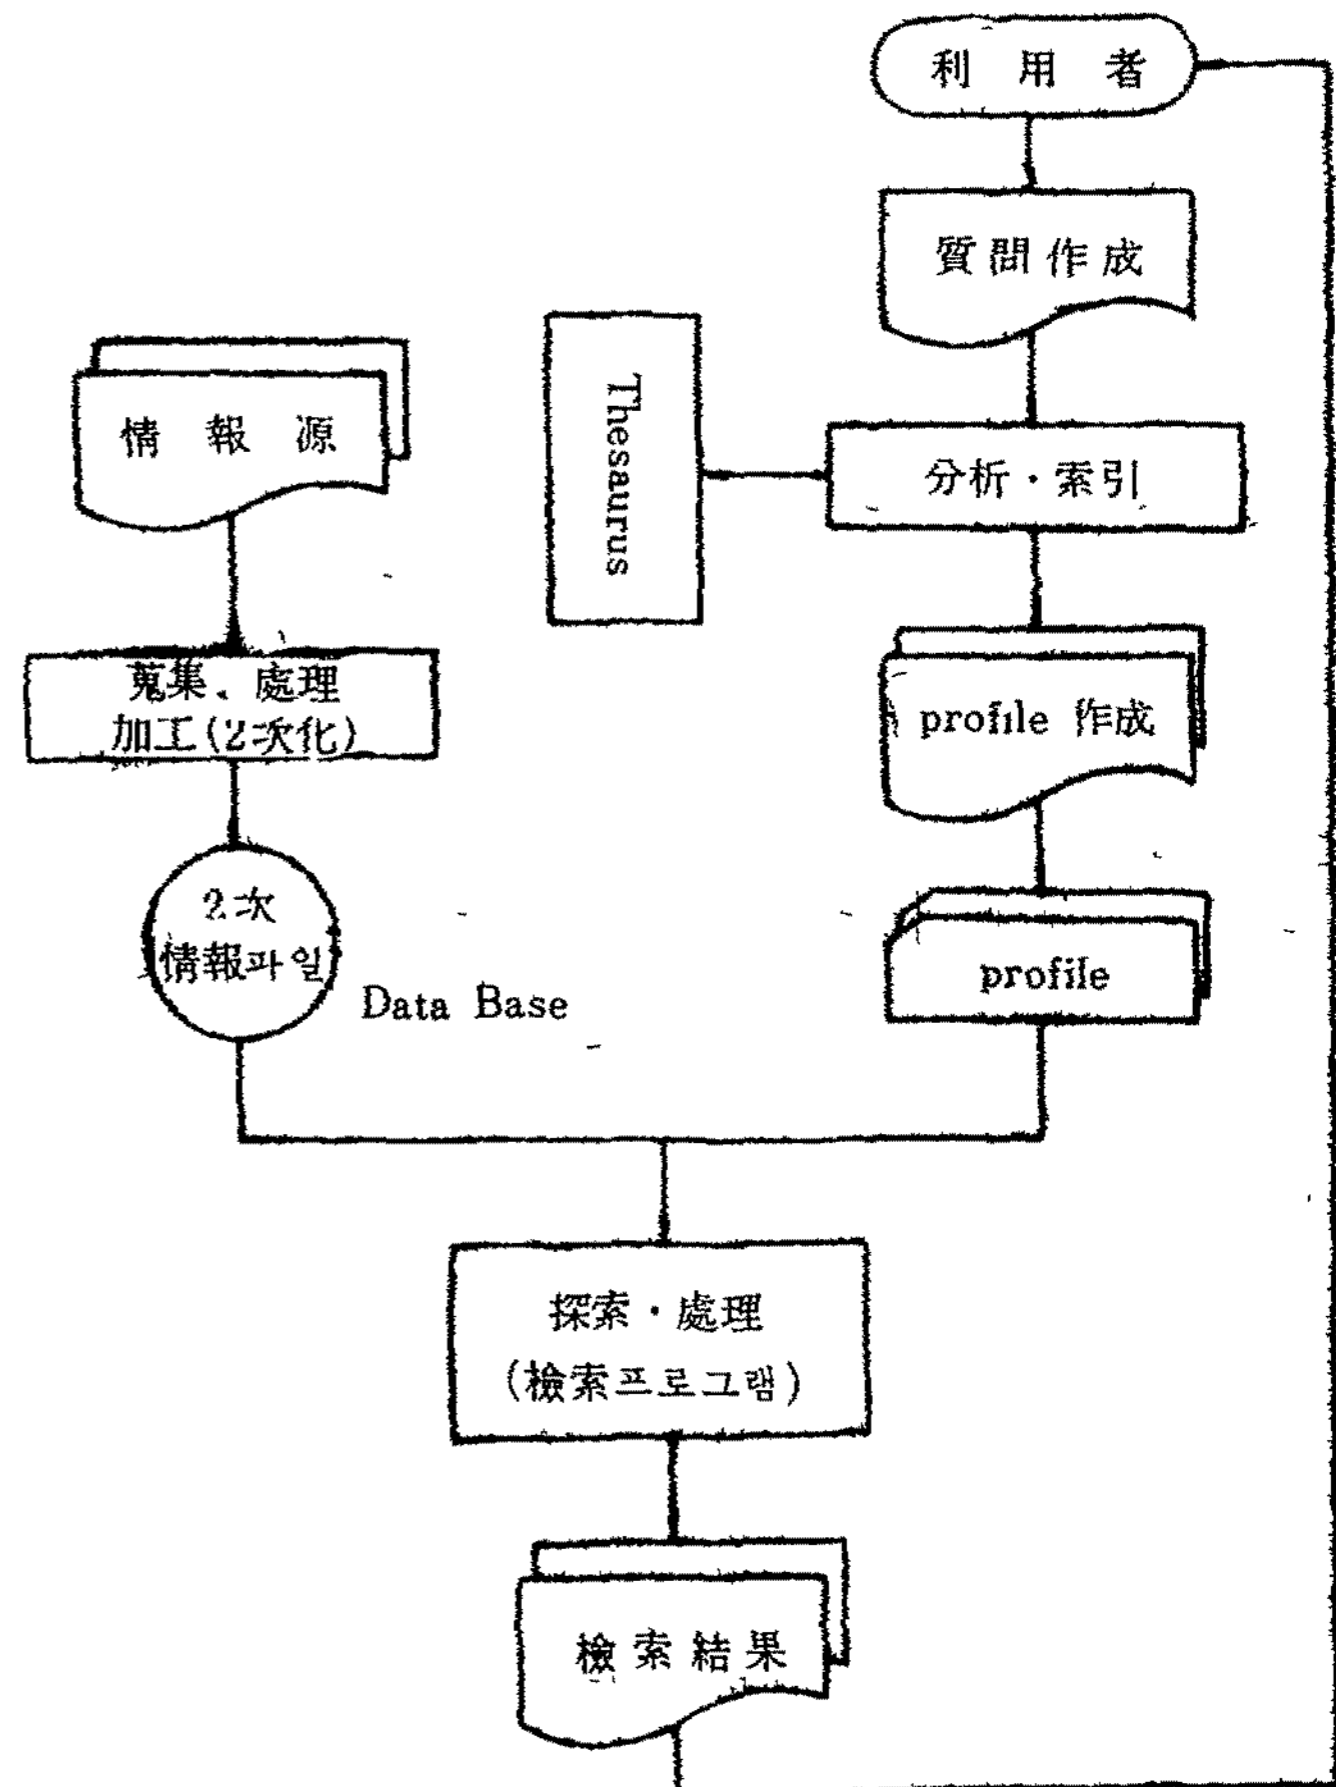 利用者
質問作成
Thesaurus
分析・索引
情報源
蒐集、處理
加工(2次化)
profile 作成
2次
情報파일
Data Base
profile
探索・處理
(檢索프로그램)
檢索結果